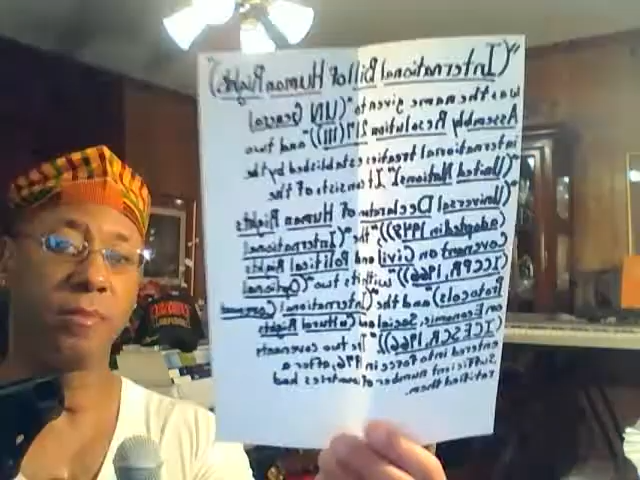 "(International Bill of Human Rights)"
was the name given to "(UN General
Assembly Resolution 217(III))" and two
international treaties established by the
"(United Nations)". It consists of the
"(Universal Declaration of Human Rights
(adopted in 1948))", the "(International
Covenant on Civil and Political Rights
(ICCPR, 1966))" with its two "(Optional
Protocols)" and the "(International Covenant
on Economic, Social and Cultural Rights
(ICESCR, 1966))". The two covenants
entered into force in 1976, after a
sufficient number of countries had
ratified them.